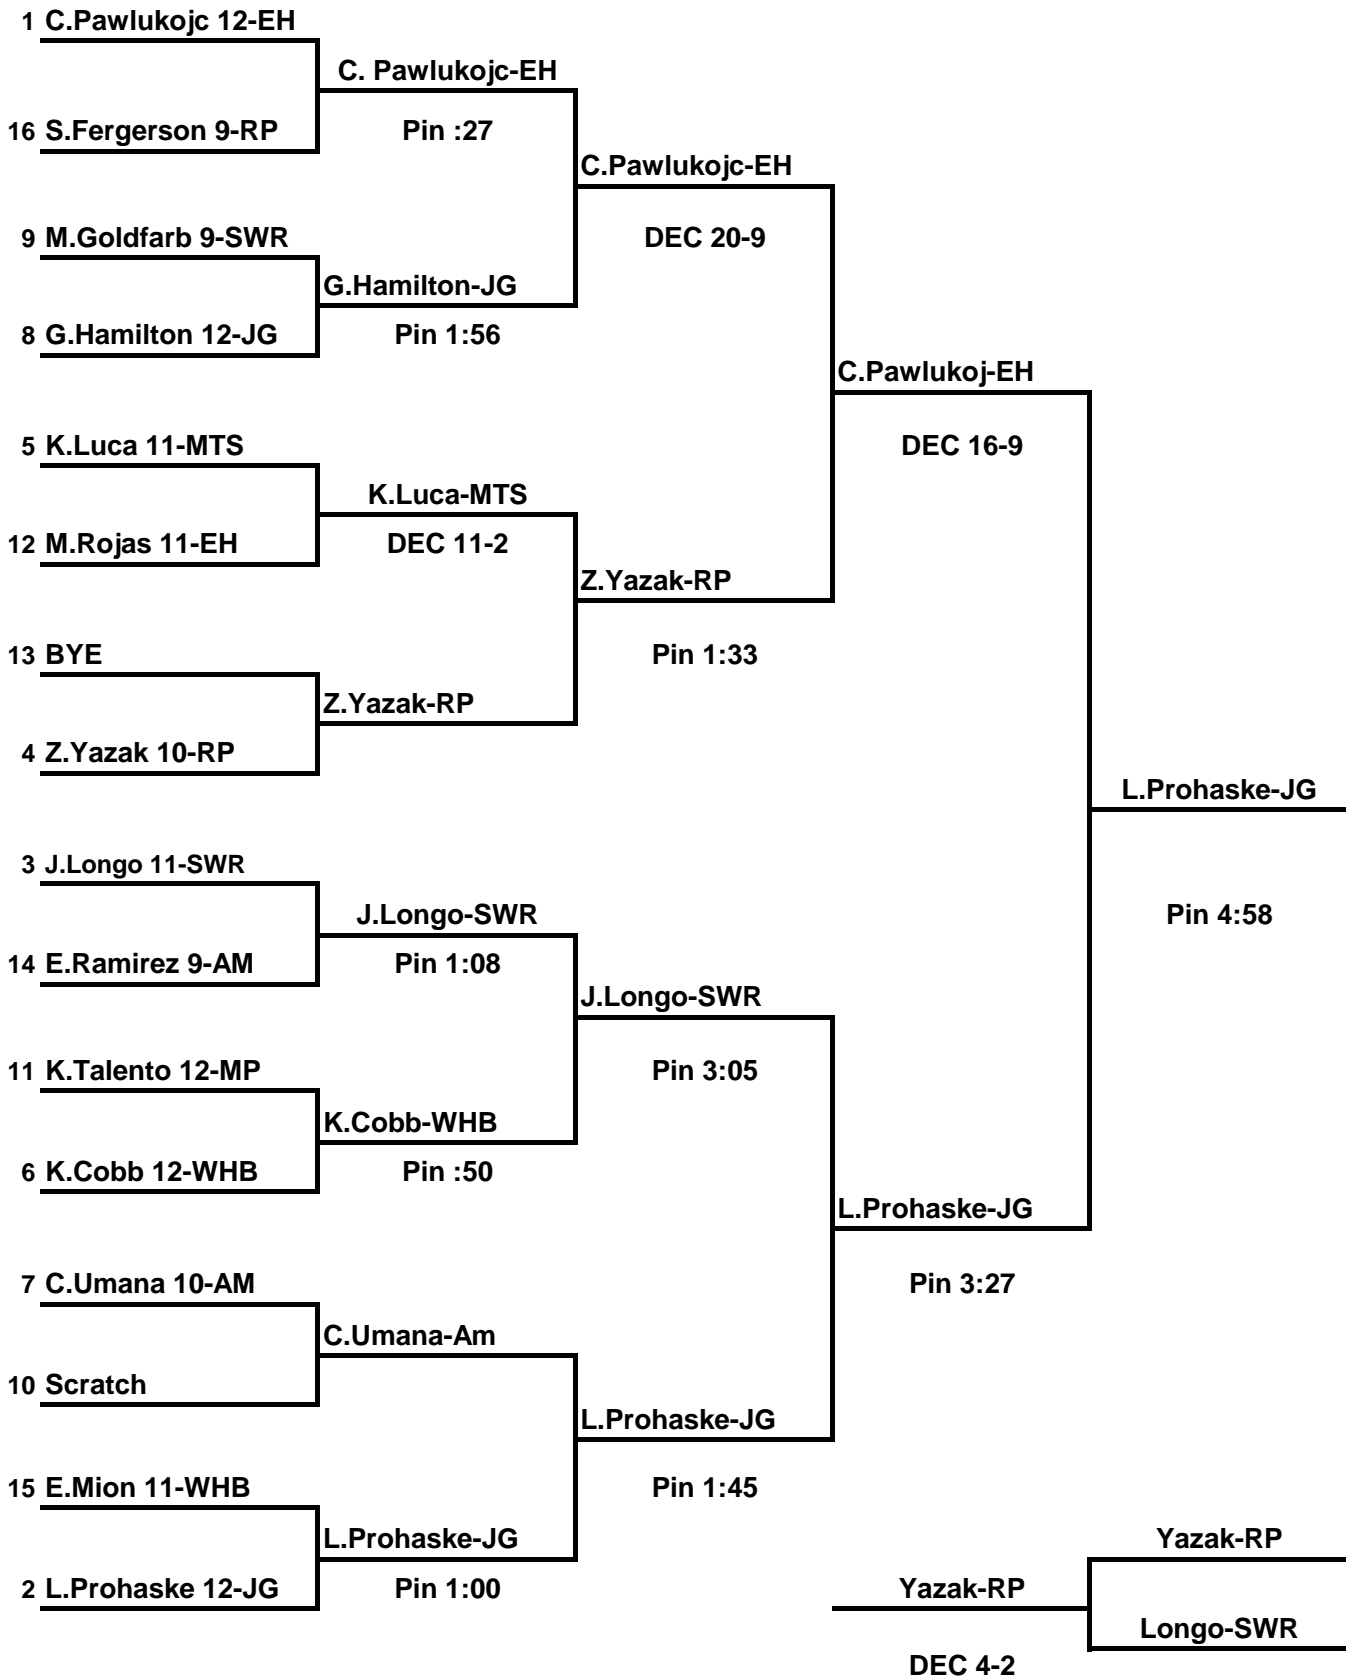 1 C.Pawlukojc 12-EH
C. Pawlukojc-EH
16 S.Fergerson 9-RP
Pin :27
C.Pawlukojc-EH
9 M.Goldfarb 9-SWR
DEC 20-9
G.Hamilton-JG
8 G.Hamilton 12-JG
Pin 1:56
C.Pawlukoj-EH
5 K.Luca 11-MTS
DEC 16-9
K.Luca-MTS
12 M.Rojas 11-EH
DEC 11-2
Z.Yazak-RP
13 BYE
Pin 1:33
Z.Yazak-RP
4 Z.Yazak 10-RP
L.Prohaske-JG
3 J.Longo 11-SWR
J.Longo-SWR
Pin 4:58
14 E.Ramirez 9-AM
Pin 1:08
J.Longo-SWR
11 K.Talento 12-MP
Pin 3:05
K.Cobb-WHB
6 K.Cobb 12-WHB
Pin :50
L.Prohaske-JG
7 C.Umana 10-AM
Pin 3:27
C.Umana-Am
10 Scratch
L.Prohaske-JG
15 E.Mion 11-WHB
Pin 1:45
L.Prohaske-JG
Yazak-RP
2 L.Prohaske 12-JG
Pin 1:00
Yazak-RP
Longo-SWR
DEC 4-2